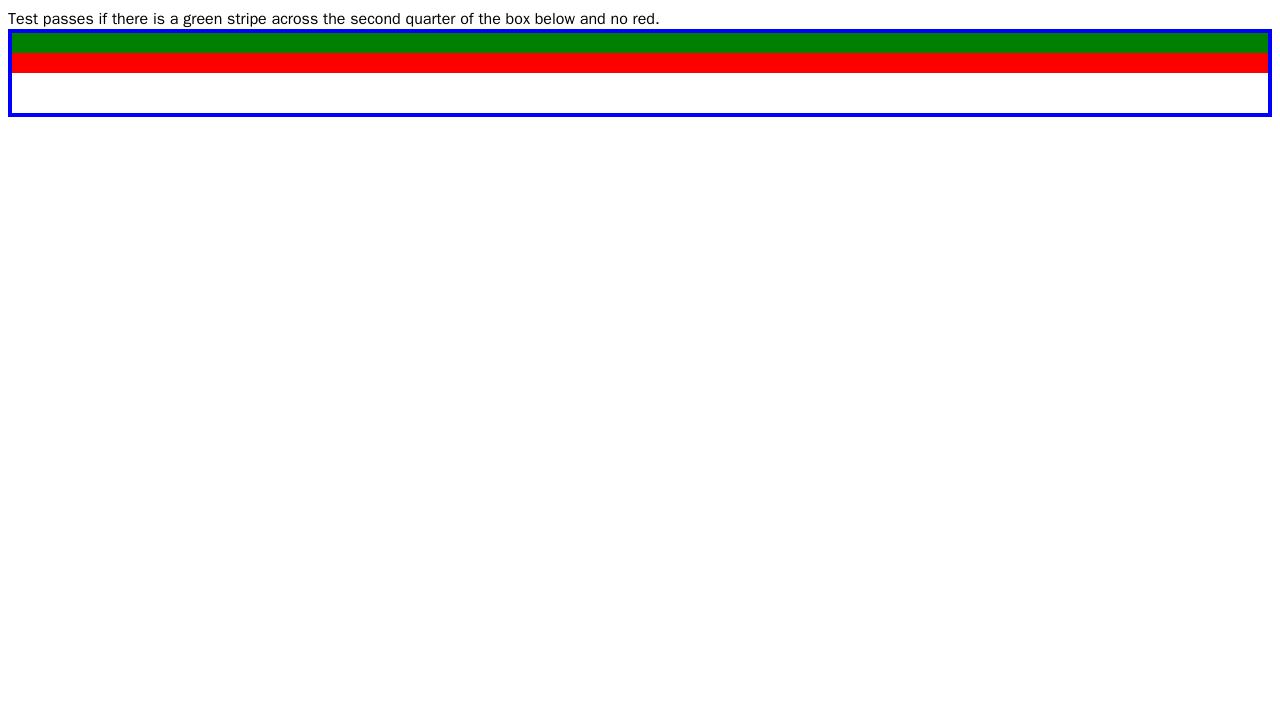 Test passes if there is a green stripe across the second quarter of the box below and no red.